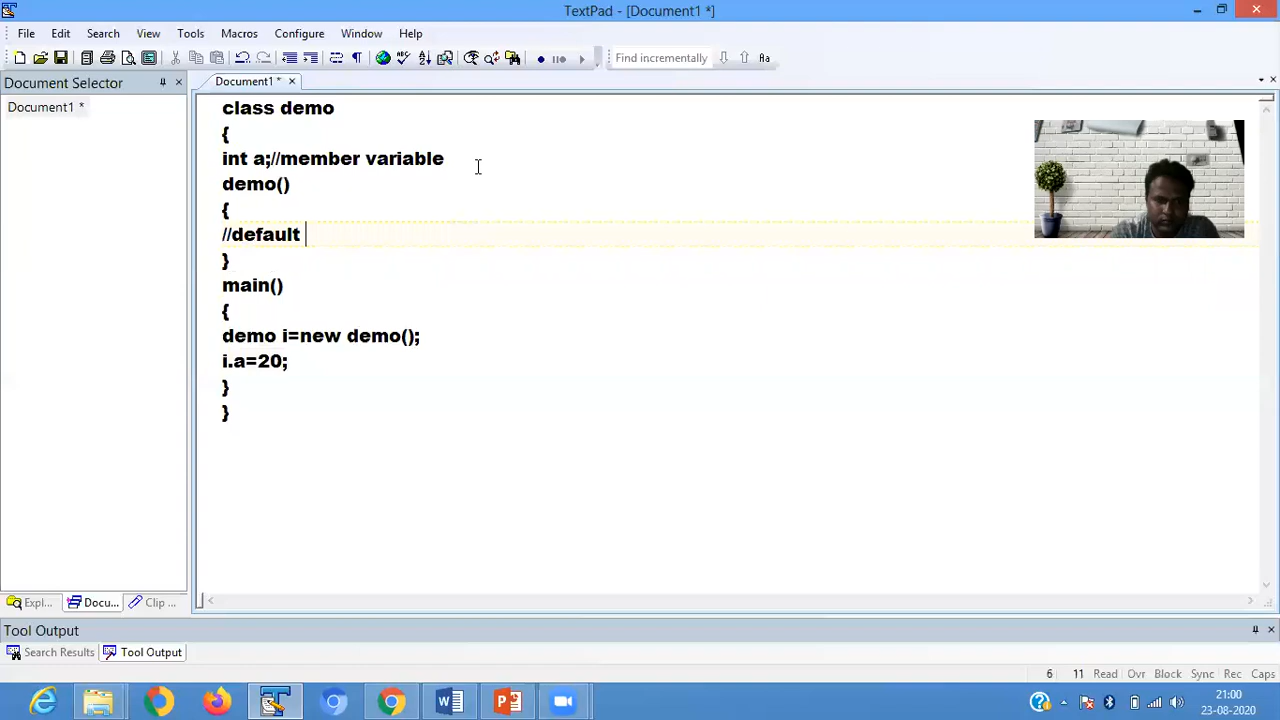 TextPad - [Document1 *]
File Edit Search View Tools Macros Configure Window Help
Find incrementally
Document Selector
Document1 *
Document1 *
class demo
{
int a;//member variable
demo()
{
//default
}
main()
{
demo i=new demo();
i.a=20;
}
}
Expl... Docu... Clip ...
Tool Output
Search Results Tool Output
6 11 Read Ovr Block Sync Rec Caps
21:00
23-08-2020